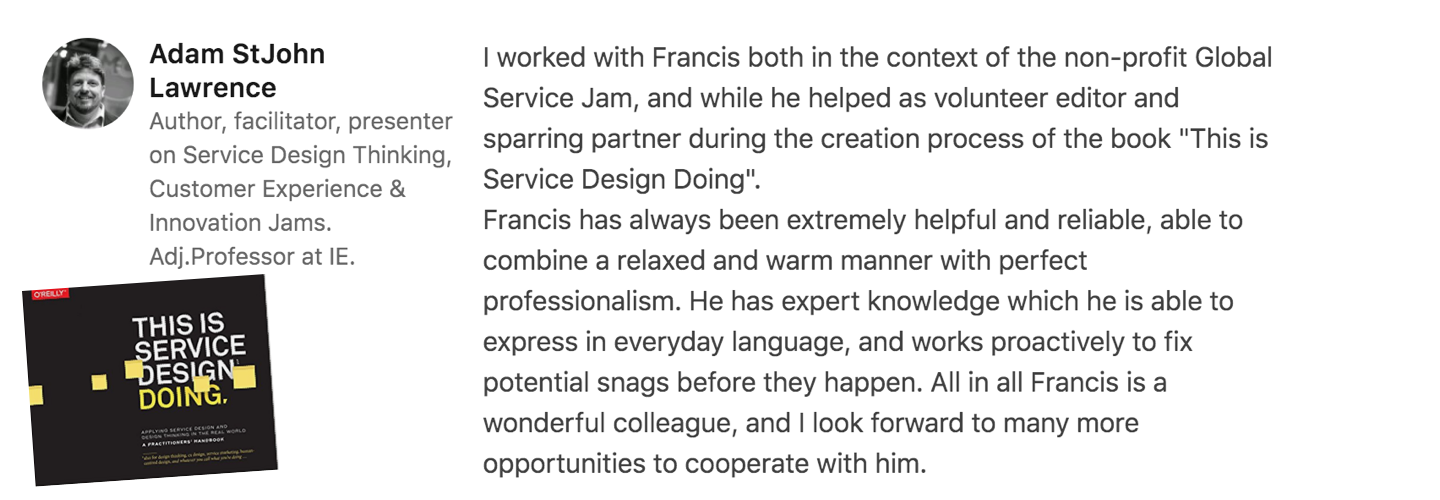 Adam StJohn
Lawrence
Author, facilitator, presenter
on Service Design Thinking,
Customer Experience &
Innovation Jams.
Adj.Professor at IE.
O'REILLY
THIS IS
SERVICE
DESIGN
DOING.
APPLYING SERVICE DESIGN AND
DESIGN THINKING IN THE REAL WORLD
A PRACTITIONERS' HANDBOOK
I worked with Francis both in the context of the non-profit Global
Service Jam, and while he helped as volunteer editor and
sparring partner during the creation process of the book "This is
Service Design Doing".
Francis has always been extremely helpful and reliable, able to
combine a relaxed and warm manner with perfect
professionalism. He has expert knowledge which he is able to
express in everyday language, and works proactively to fix
potential snags before they happen. All in all Francis is a
wonderful colleague, and I look forward to many more
opportunities to cooperate with him.